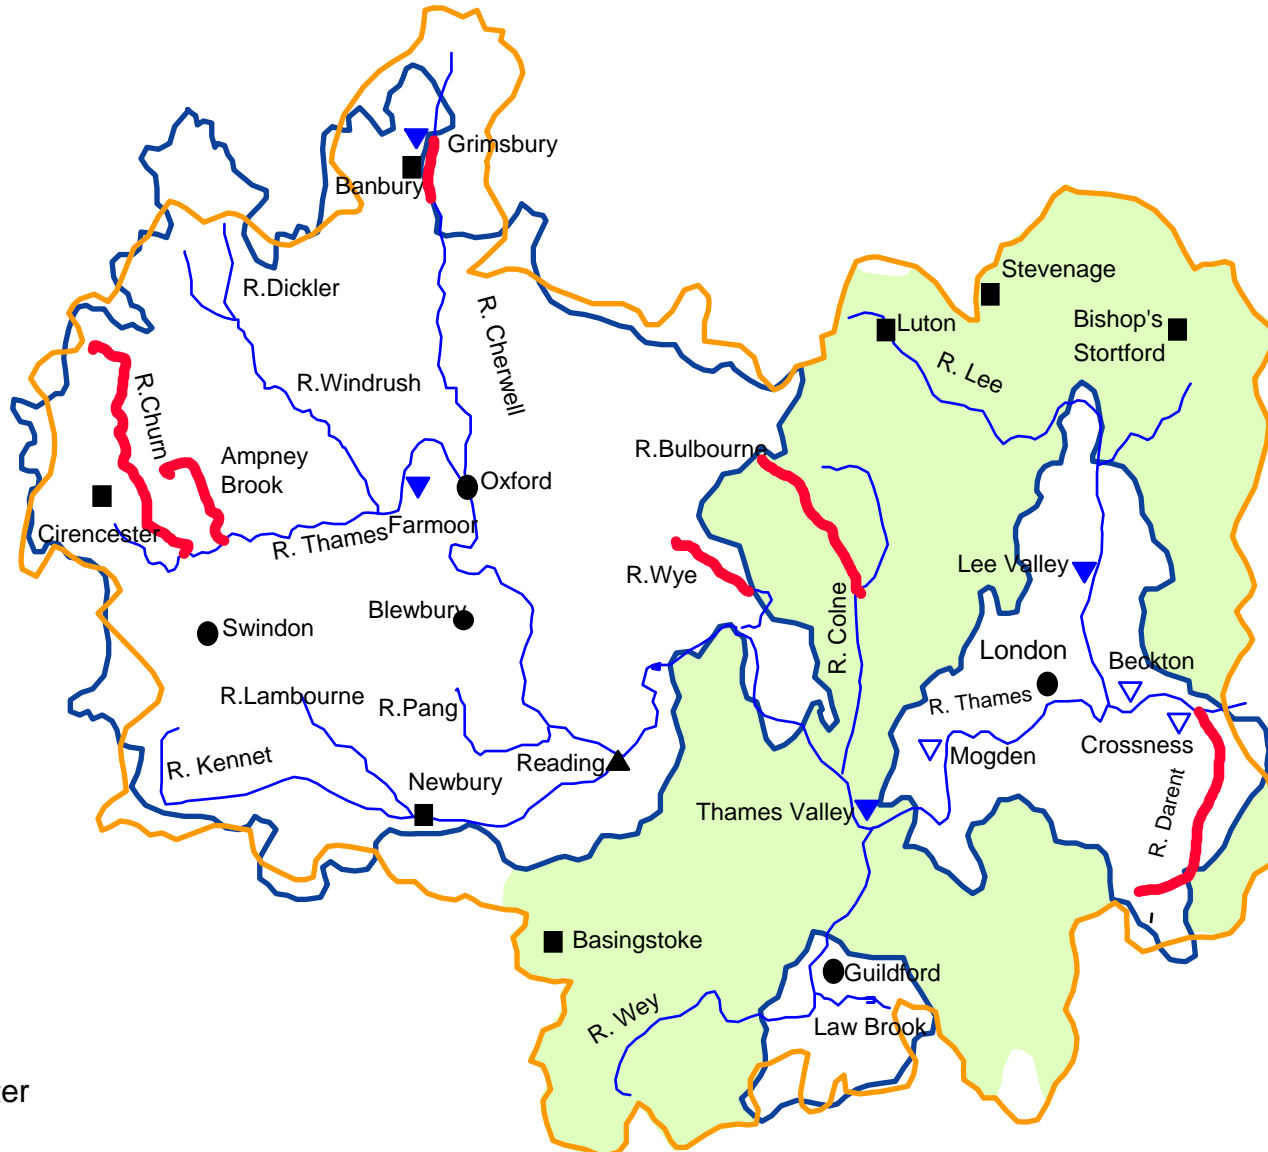 Grimsbury
Banbury
R.Dickler
R. Cherwell
Stevenage
Luton
Bishop's
Stortford
R. Lee
R.Windrush
R.Churn
Ampney
Brook
R.Bulbourne
Oxford
Cirencester
R. Thames
Farmoor
R.Wye
Lee Valley
Blewbury
R. Colne
Swindon
London
Beckton
R.Lambourne
R.Pang
R. Thames
Crossness
R. Kennet
Reading
Mogden
Newbury
Thames Valley
R. Darent
Basingstoke
Guildford
R. Wey
Law Brook